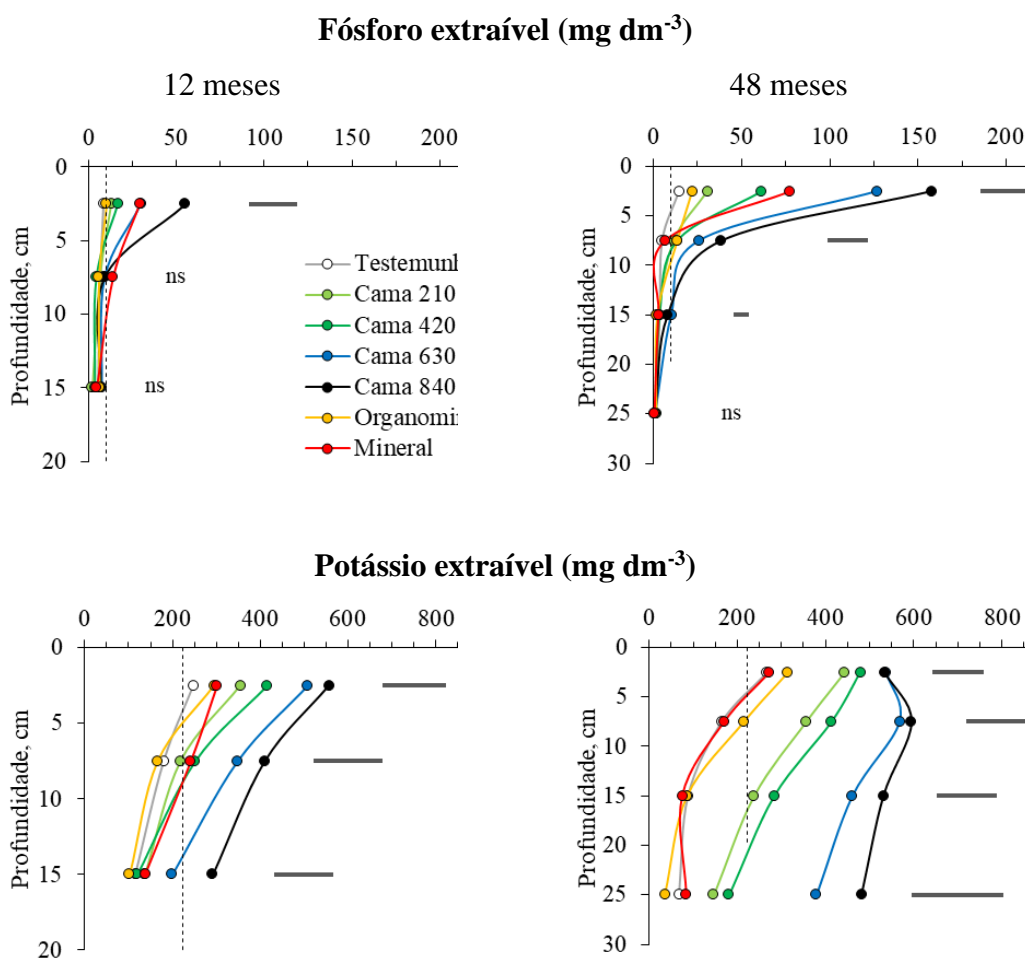 Fósforo extraível (mg dm-3)
12 meses
48 meses
0 50 100 150 200
0 50 100 150 200
0
5
10
15
20
Profundidade, cm
ns
ns
Testemunh
Cama 210
Cama 420
Cama 630
Cama 840
Organomin
Mineral
0
5
10
15
20
25
30
Profundidade, cm
ns
Potássio extraível (mg dm-3)
0 200 400 600 800
0 200 400 600 800
0
5
10
15
20
Profundidade, cm
0
5
10
15
20
25
30
Profundidade, cm